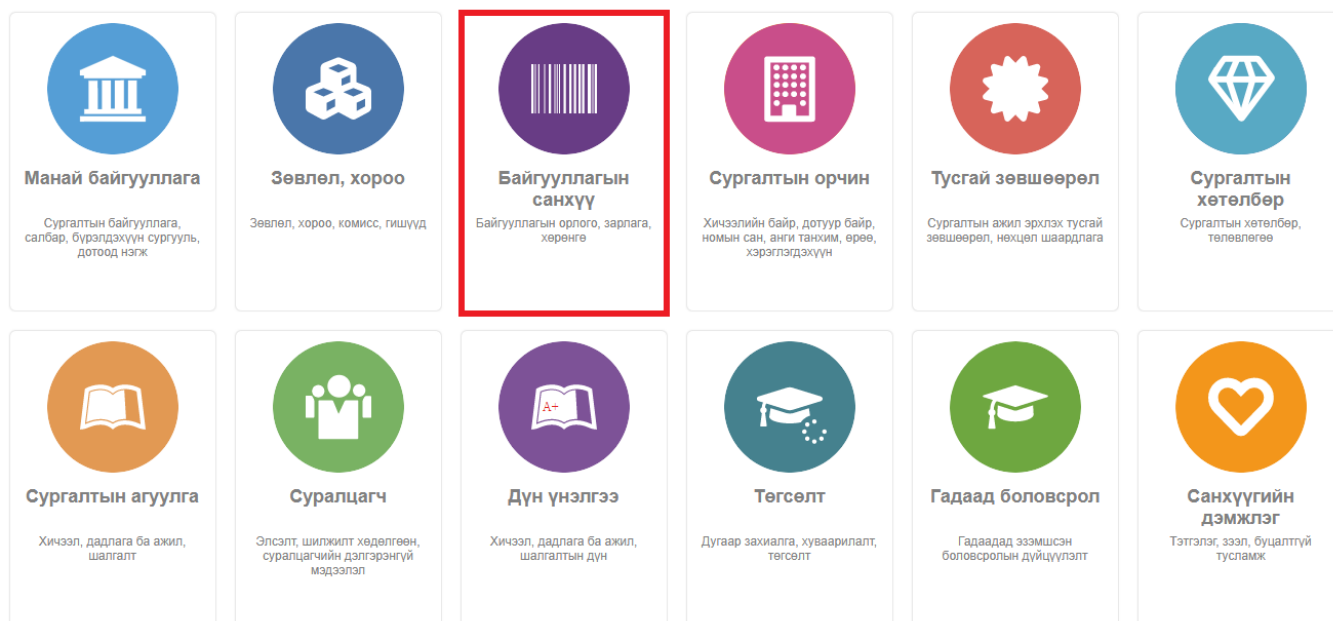 Манай байгууллага
Сургалтын байгууллага,
салбар, бүрэлдэхүүн сургууль,
дотоод нэгж
Зөвлөл, хороо
Зөвлөл, хороо, комисс, гишүүд
Байгууллагын
санхүү
Байгууллагын орлого, зарлага,
хөрөнгө
Сургалтын орчин
Хичээлийн байр, дотуур байр,
номын сан, анги танхим, өрөө,
хэрэглэгдэхүүн
Тусгай зөвшөөрөл
Сургалтын ажил эрхлэх тусгай
зөвшөөрөл, нөхцөл шаардлага
Сургалтын
хөтөлбөр
Сургалтын хөтөлбөр,
төлөвлөгөө
Сургалтын агуулга
Хичээл, дадлага ба ажил,
шалгалт
Суралцагч
Элсэлт, шилжилт хөдөлгөөн,
суралцагчийн дэлгэрэнгүй
мэдээлэл
A+
Дүн үнэлгээ
Хичээл, дадлага ба ажил,
шалгалтын дүн
Төгсөлт
Дугаар захиалга, хуваарилалт,
төгсөлт
Гадаад боловсрол
Гадаадад эзэмшсэн
боловсролын дүйцүүлэлт
Санхүүгийн
дэмжлэг
Тэтгэлэг, зээл, буцалтгүй
тусламж